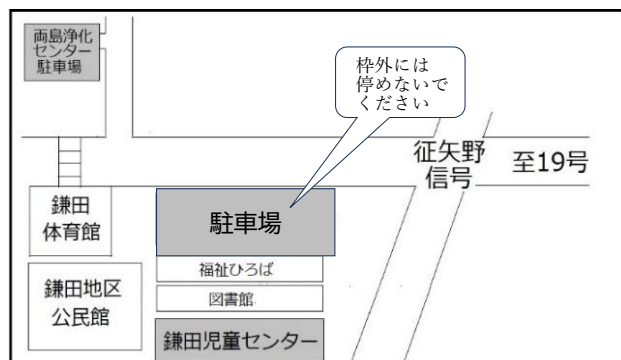 両島浄化
センター
駐車場
枠外には
停めないで
ください
征矢野
信号
至19号
鎌田
体育館
駐車場
福祉ひろば
図書館
鎌田地区
公民館
鎌田児童センター